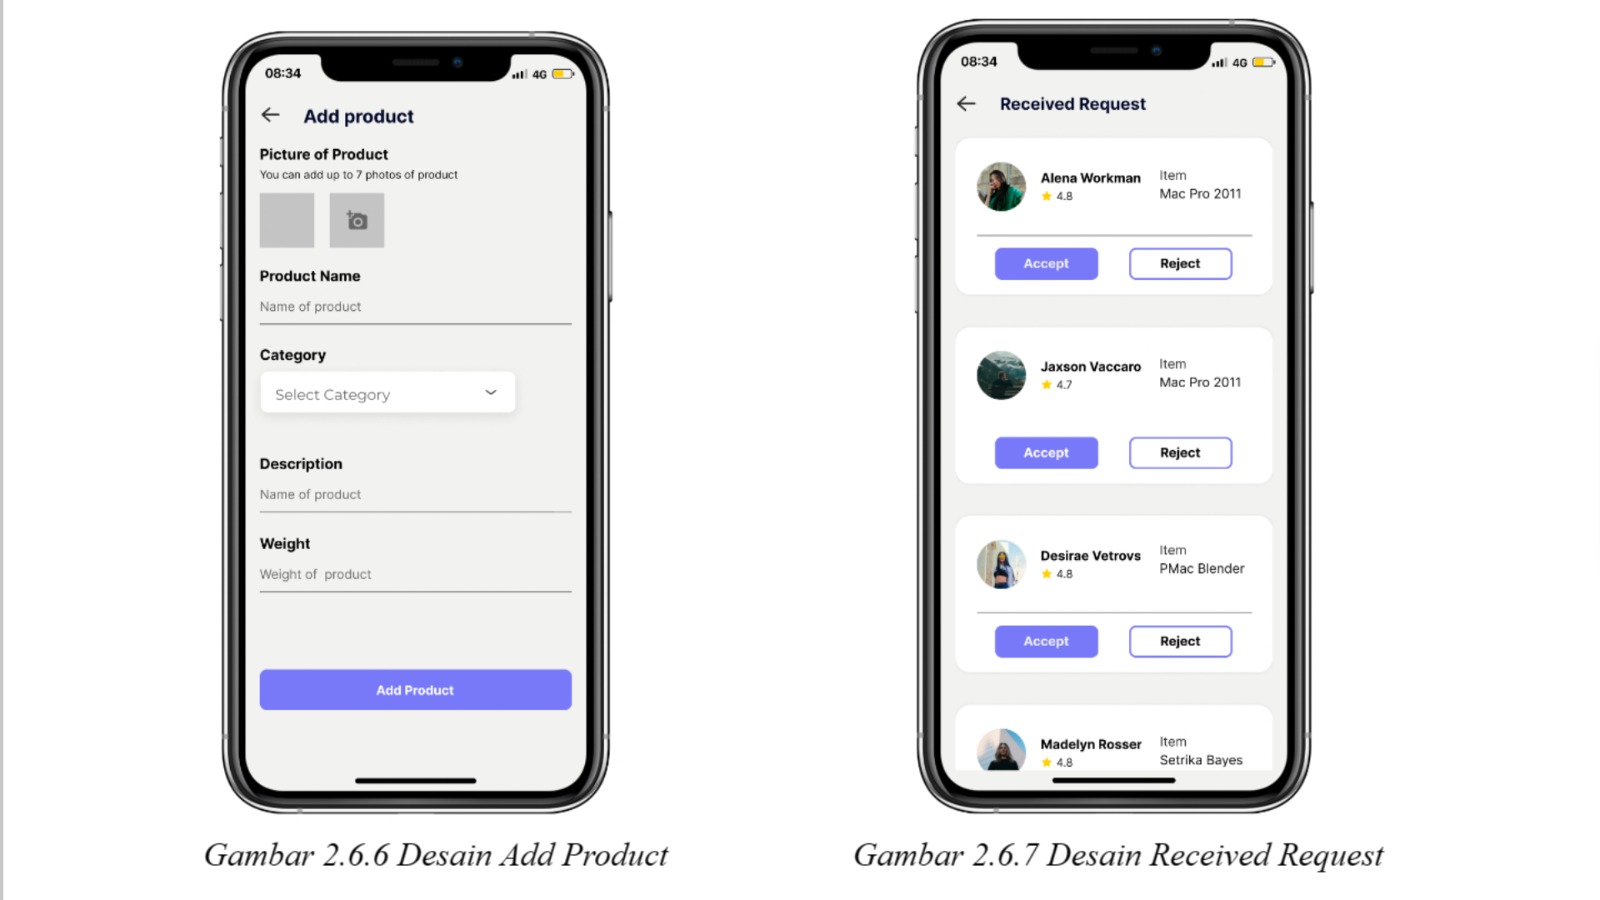 08:34
4G
Add product
Picture of Product
You can add up to 7 photos of product
Product Name
Name of product
Category
Select Category
Description
Name of product
Weight
Weight of product
Add Product
Gambar 2.6.6 Desain Add Product
08:34
4G
Received Request
Alena Workman
4.8
Item
Mac Pro 2011
Accept
Reject
Jaxson Vaccaro
4.7
Item
Mac Pro 2011
Accept
Reject
Desirae Vetrovs
4.8
Item
PMac Blender
Accept
Reject
Madelyn Rosser
4.8
Item
Setrika Bayes
Gambar 2.6.7 Desain Received Request